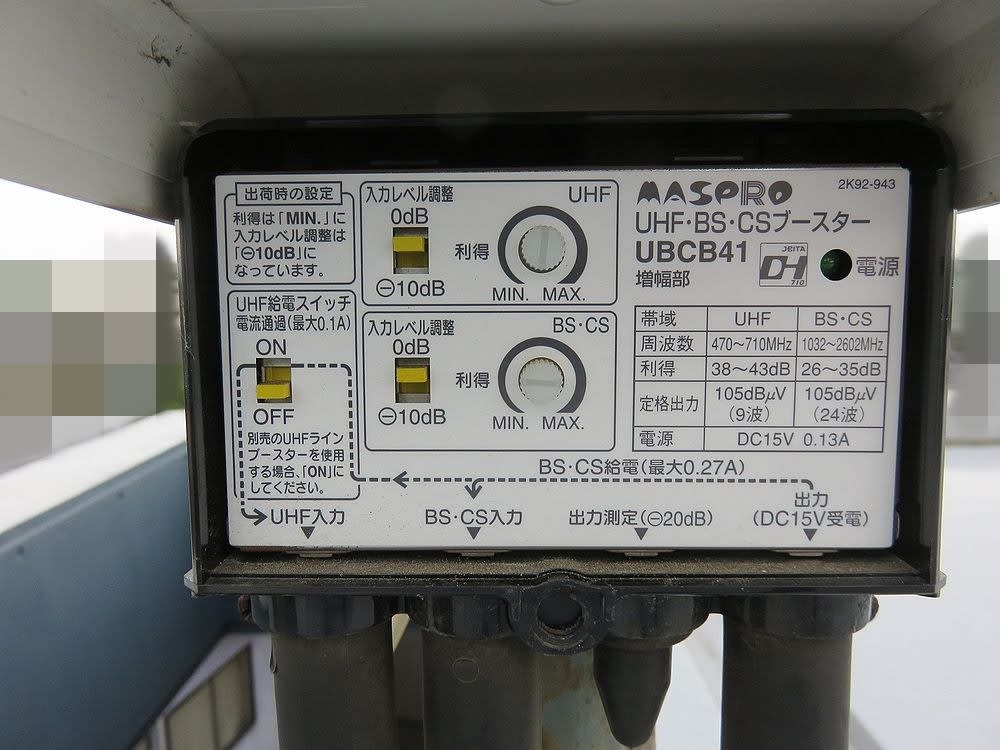 出荷時の設定
利得は「MIN.」に
入力レベル調整は
「⊖10dB」に
なっています。
UHF給電スイッチ
電流通過(最大0.1A)
ON
OFF
別売のUHFライン
ブースターを使用
する場合、「ON」に
してください。
入力レベル調整
UHF
0dB
⊖10dB
利得
MIN. MAX.
入力レベル調整
BS・CS
0dB
⊖10dB
利得
MIN. MAX.
MASPRO
2K92-943
UHF・BS・CSブースター
UBCB41
増幅部
JEITA
DH
710
電源
帯域 UHF BS・CS
周波数 470～710MHz 1032～2602MHz
利得 38～43dB 26～35dB
定格出力 105dBμV (9波) 105dBμV (24波)
電源 DC15V 0.13A
BS・CS給電(最大0.27A)
UHF入力
BS・CS入力
出力測定(⊖20dB)
出力
(DC15V受電)